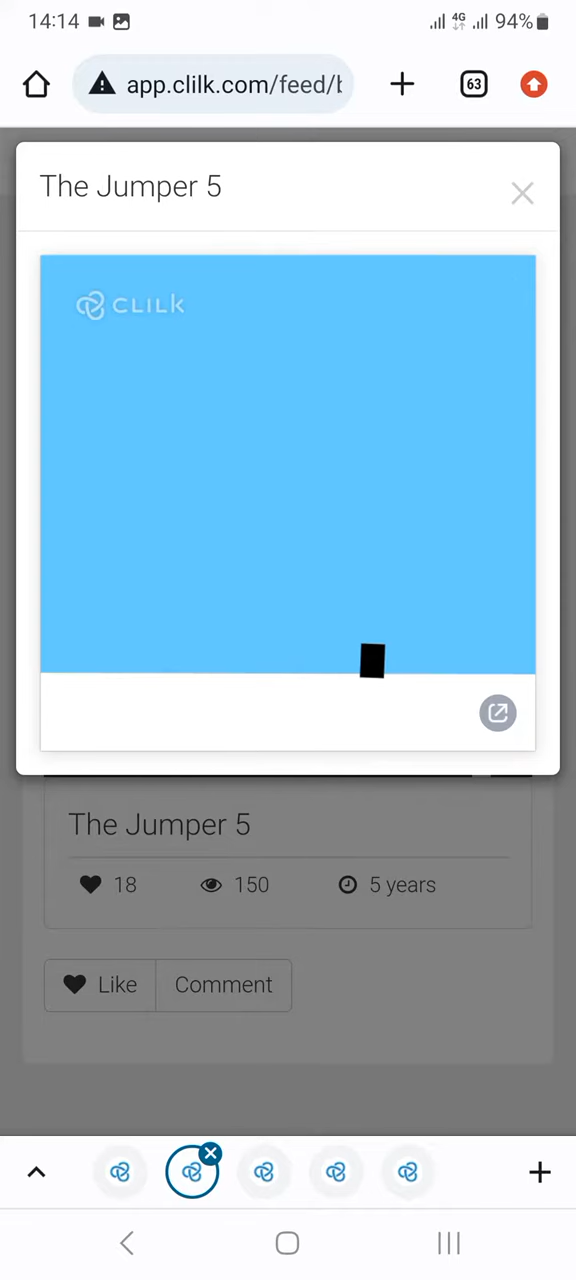 14:14 4G 94%
app.clilk.com/feed/b
63
The Jumper 5
CLILK
The Jumper 5
18 150 5 years
Like Comment